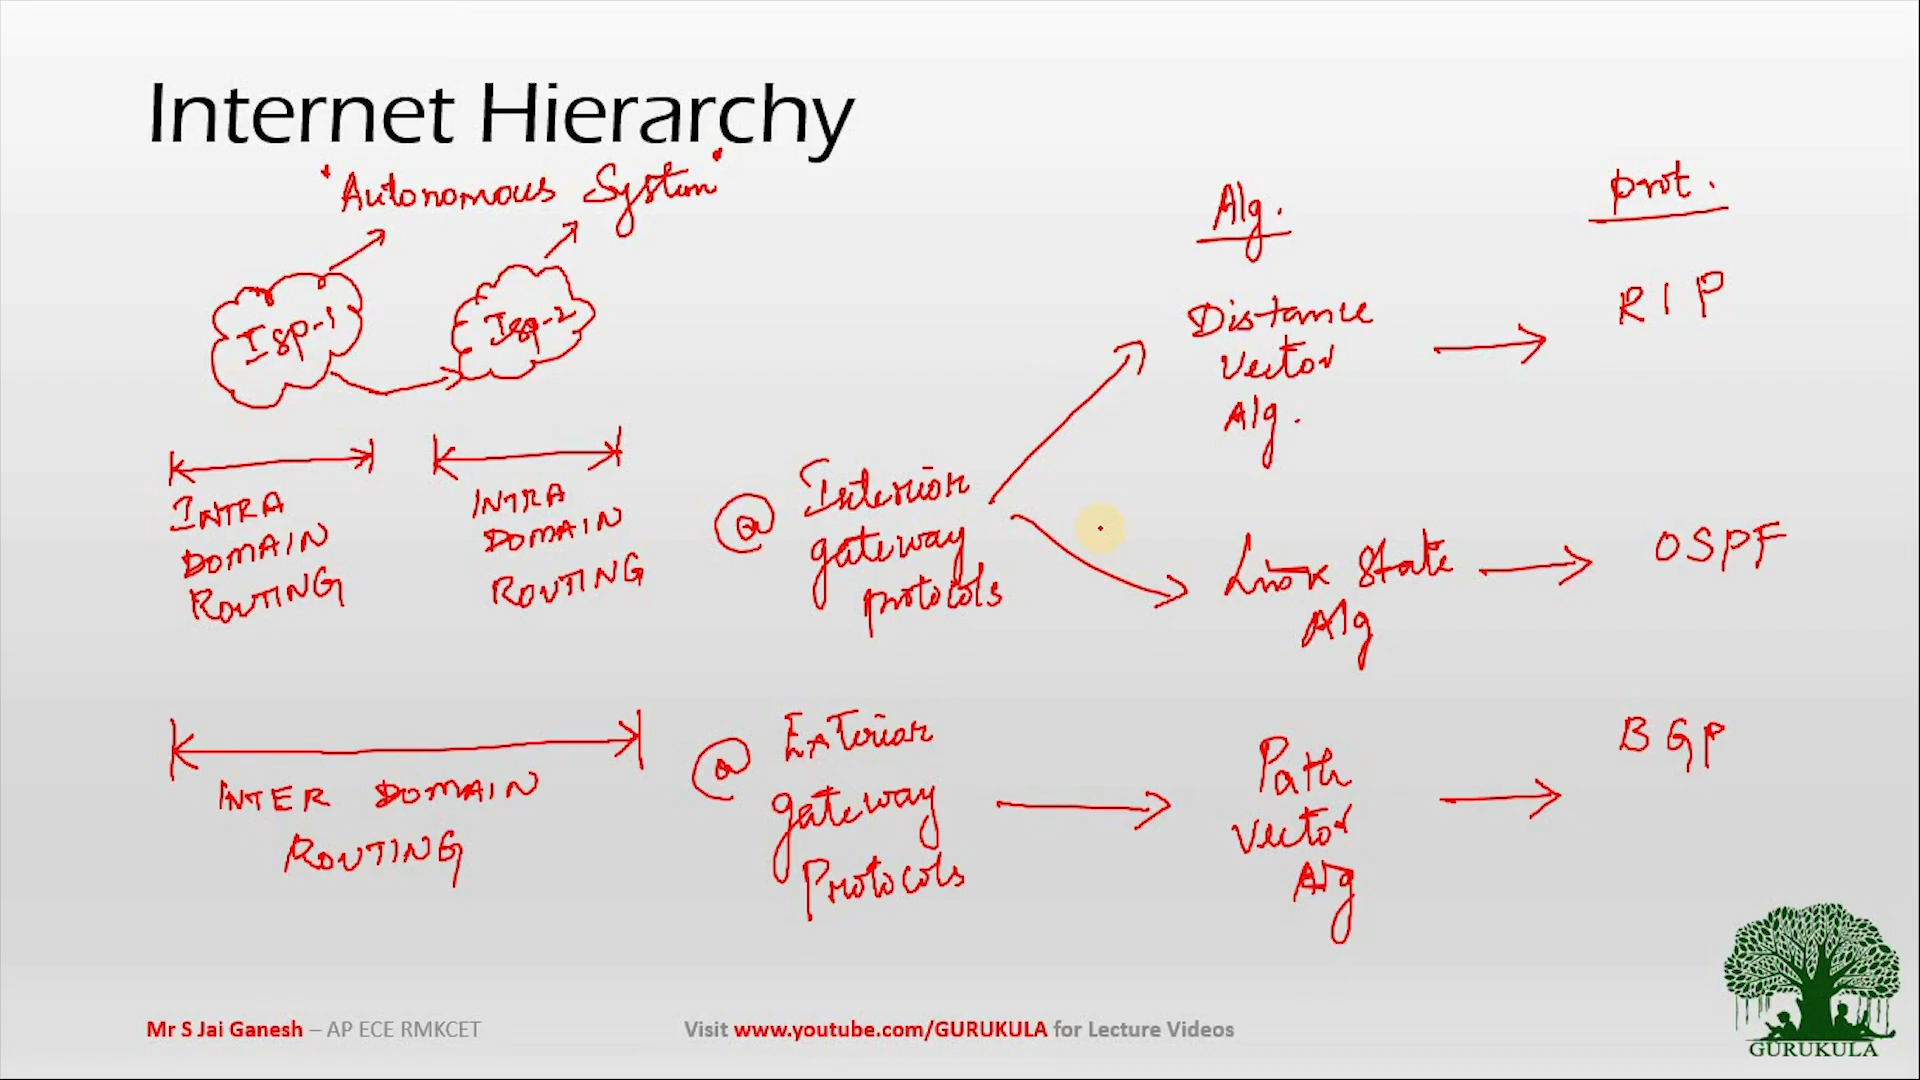 Internet Hierarchy
"Autonomous System"
Isp-1
Isp-2
INTRA
DOMAIN
ROUTING
INTRA
DOMAIN
ROUTING
@ Interior
gateway
protocols
Alg.
Distance
Vector
Alg.
Link State
Alg
prot.
RIP
OSPF
INTER DOMAIN
ROUTING
@ Exterior
gateway
Protocols
Path
Vector
Alg
BGP
Mr S Jai Ganesh – AP ECE RMKCET
Visit www.youtube.com/GURUKULA for Lecture Videos
GURUKULA